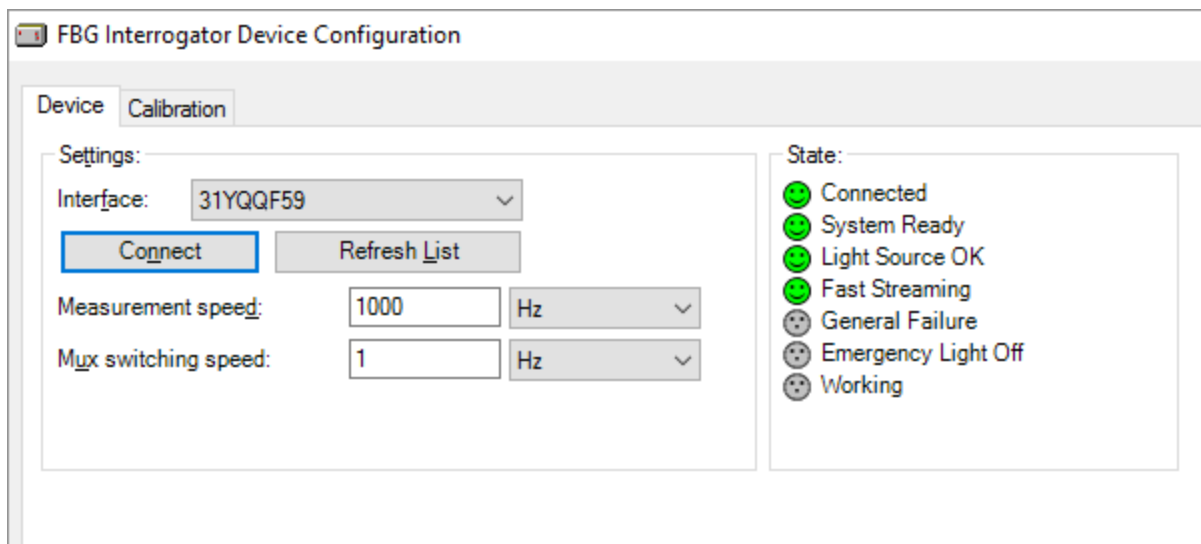 FBG Interrogator Device Configuration
Device
Calibration
Settings:
Interface:
31YQQF59
Connect
Refresh List
Measurement speed:
1000
Hz
Mux switching speed:
1
Hz
State:
Connected
System Ready
Light Source OK
Fast Streaming
General Failure
Emergency Light Off
Working